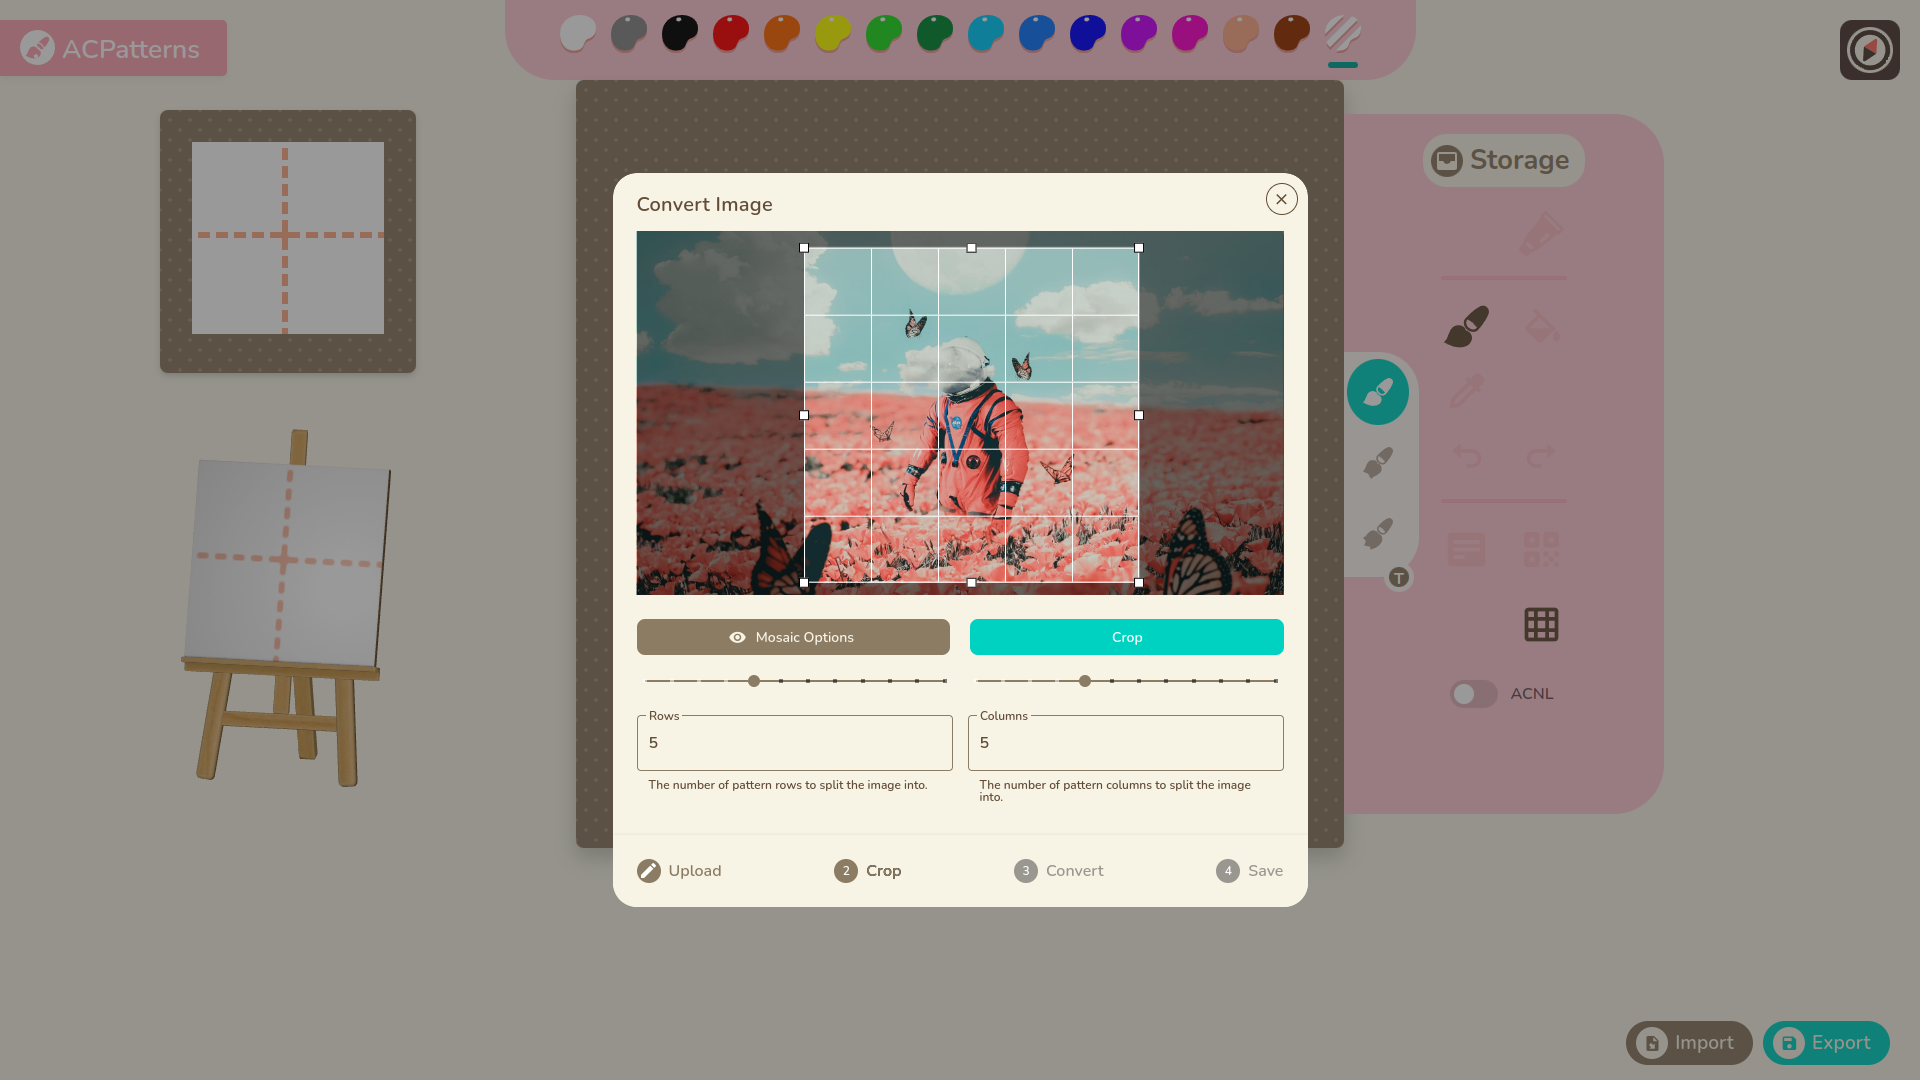 ACPatterns
Storage
Convert Image
Mosaic Options
Crop
Rows
5
The number of pattern rows to split the image into.
Columns
5
The number of pattern columns to split the image
into.
T
ACNL
Upload
2 Crop
3 Convert
4 Save
Import
Export